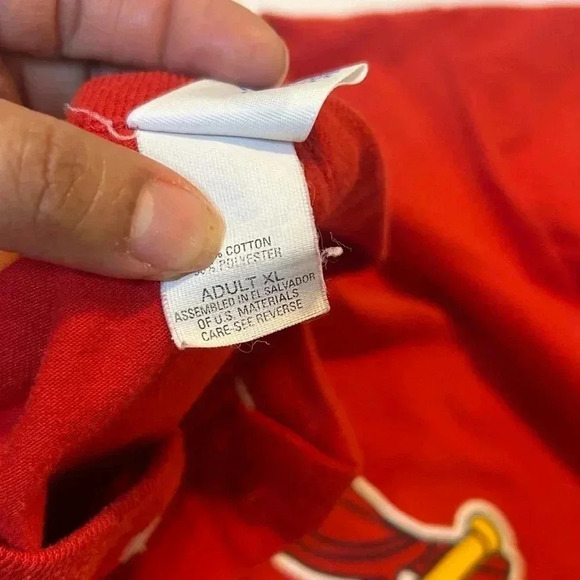 % COTTON
% POLYESTER
ADULT XL
ASSEMBLED IN EL SALVADOR
OF U.S. MATERIALS
CARE-SEE REVERSE